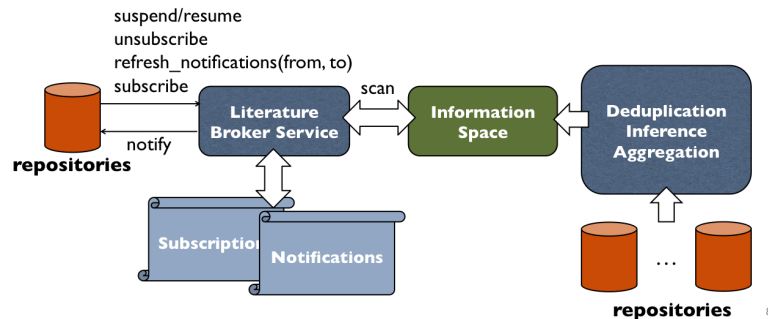 suspend/resume
unsubscribe
refresh_notifications(from, to)
subscribe
notify
repositories
Literature
Broker Service
scan
Information
Space
Deduplication
Inference
Aggregation
Notifications
...
repositories